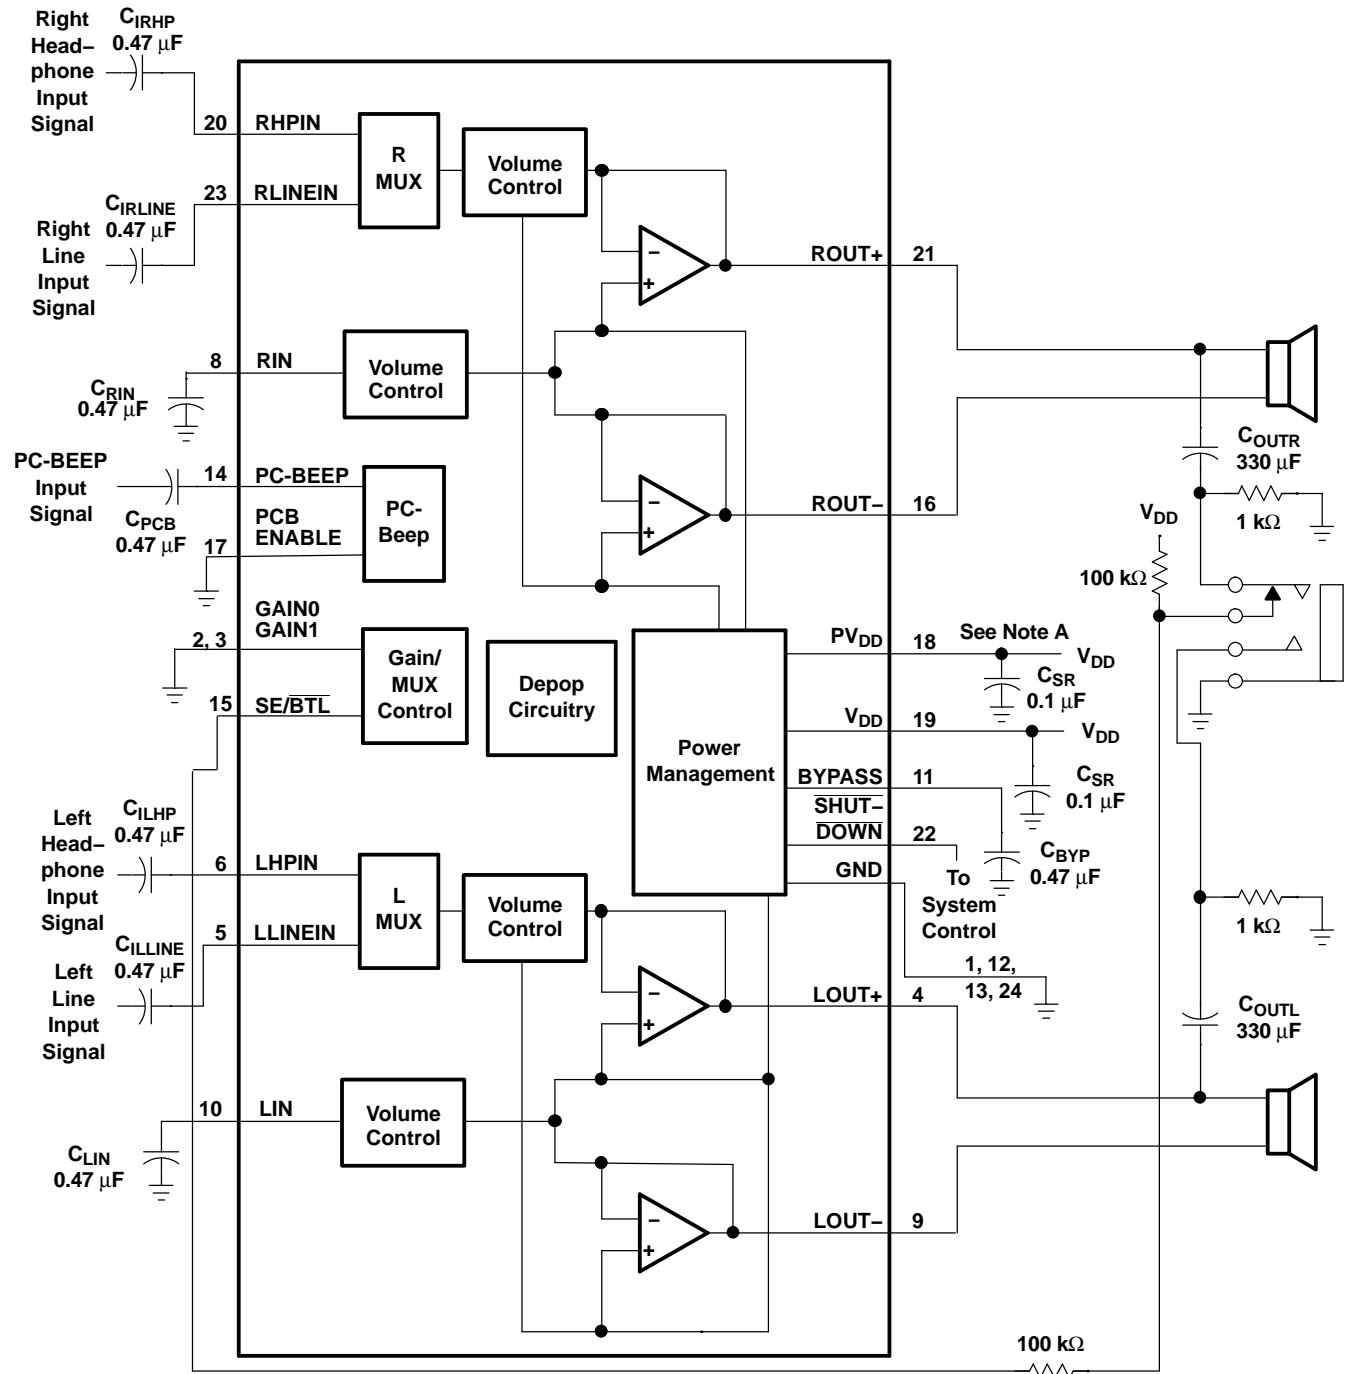 Right
Head–
phone
Input
Signal
CIRHP
0.47 μF
20
RHPIN
R
MUX
Volume
Control
23
RLINEIN
CIRLINE
0.47 μF
Right
Line
Input
Signal
–
+
ROUT+
21
8
RIN
Volume
Control
CRIN
0.47 μF
COUTR
330 μF
PC-BEEP
Input
Signal
14
PC-BEEP
CPCB
0.47 μF
PCB
ENABLE
17
PC-
Beep
–
+
ROUT–
16
VDD
1 kΩ
100 kΩ
GAIN0
GAIN1
2, 3
Gain/
MUX
Control
15
SE/BTL
Depop
Circuitry
Power
Management
PVDD
18
See Note A
VDD
CSR
0.1 μF
VDD
19
VDD
CSR
0.1 μF
BYPASS
11
SHUT–
DOWN
22
CBYP
0.47 μF
GND
To
System
Control
1, 12,
13, 24
1 kΩ
Left
Head–
phone
Input
Signal
CILHP
0.47 μF
6
LHPIN
L
MUX
Volume
Control
5
LLINEIN
CILLINE
0.47 μF
Left
Line
Input
Signal
–
+
LOUT+
4
COUTL
330 μF
10
LIN
Volume
Control
CLIN
0.47 μF
–
+
LOUT–
9
100 kΩ